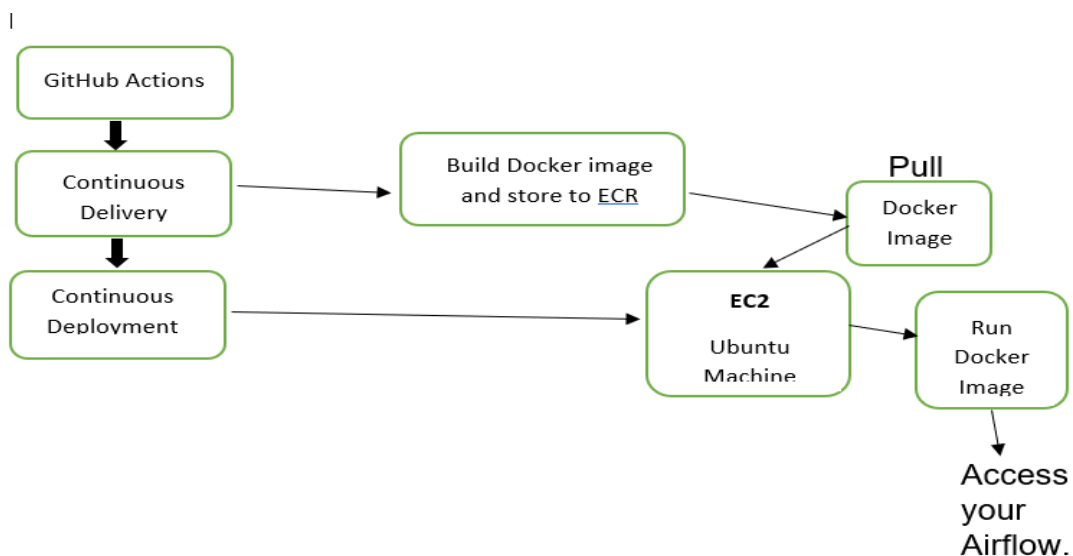 GitHub Actions
Continuous
Delivery
Build Docker image
and store to ECR
Pull
Docker
Image
Continuous
Deployment
EC2
Ubuntu
Machine
Run
Docker
Image
Access
your
Airflow.